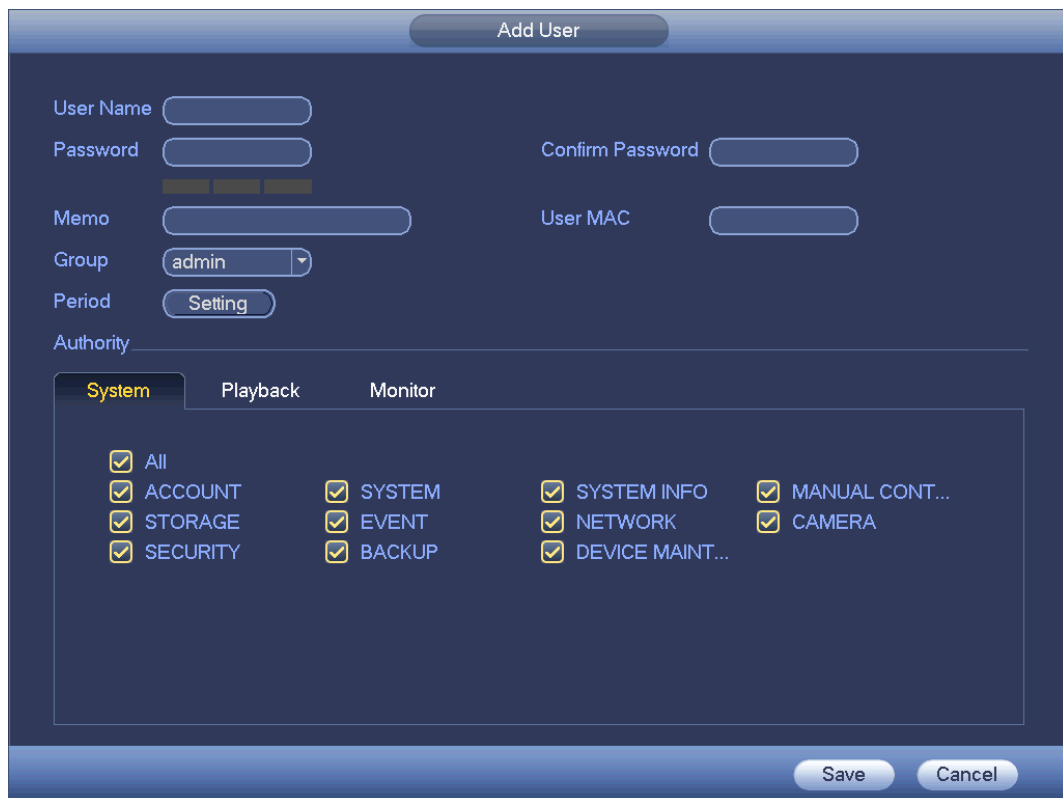 Add User
User Name
Password Confirm Password
Memo User MAC
Group admin
Period Setting
Authority
System Playback Monitor
All
ACCOUNT SYSTEM SYSTEM INFO MANUAL CONT...
STORAGE EVENT NETWORK CAMERA
SECURITY BACKUP DEVICE MAINT...
Save Cancel